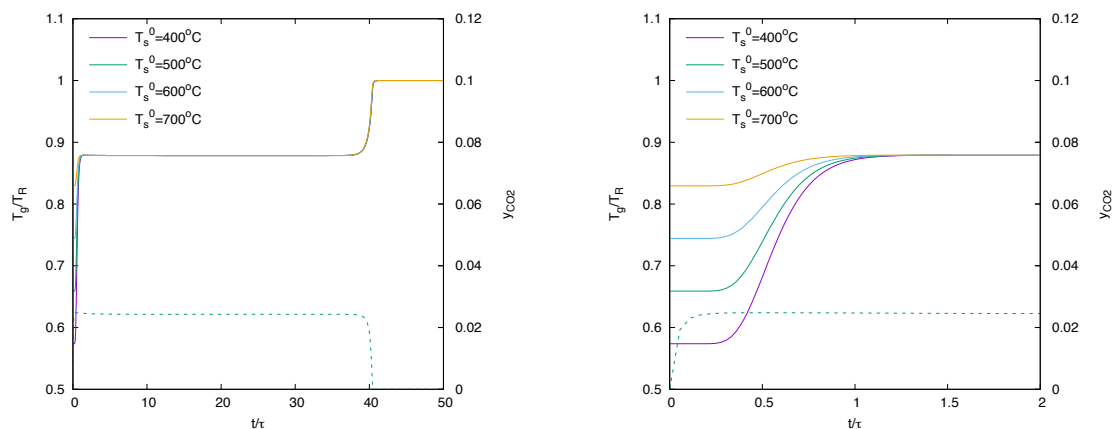 T_g/T_R
1.1
1
0.9
0.8
0.7
0.6
0.5
T_s^0=400°C
T_s^0=500°C
T_s^0=600°C
T_s^0=700°C
0.12
0.1
0.08
0.06
0.04
0.02
0
y_CO2
0 10 20 30 40 50
t/τ
T_g/T_R
1.1
1
0.9
0.8
0.7
0.6
0.5
T_s^0=400°C
T_s^0=500°C
T_s^0=600°C
T_s^0=700°C
0.12
0.1
0.08
0.06
0.04
0.02
0
y_CO2
0 0.5 1 1.5 2
t/τ